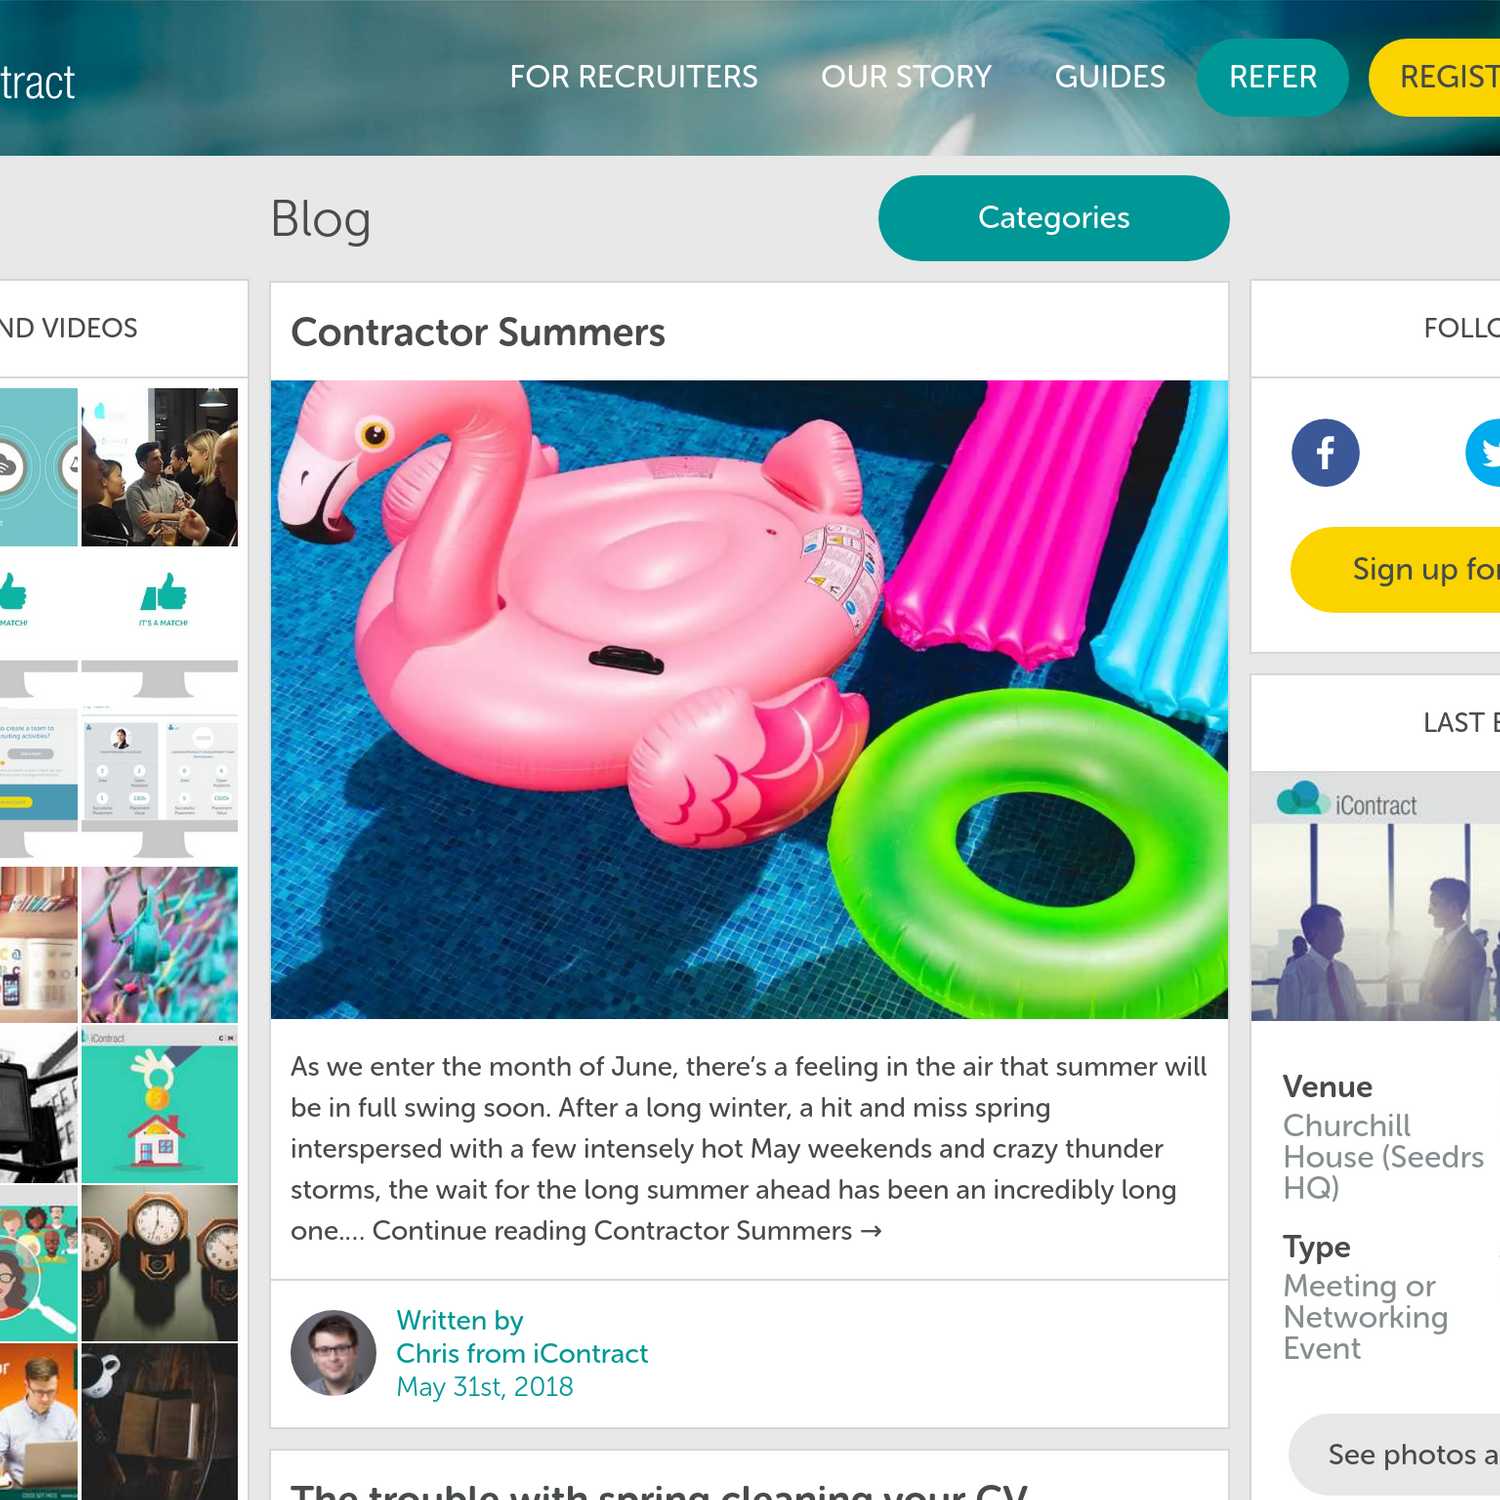 tract
FOR RECRUITERS
OUR STORY
GUIDES
REFER
REGIST
Blog
Categories
ND VIDEOS
MATCH!
IT'S A MATCH!
o create a team to
iContract
Contractor Summers
As we enter the month of June, there's a feeling in the air that summer will
be in full swing soon. After a long winter, a hit and miss spring
interspersed with a few intensely hot May weekends and crazy thunder
storms, the wait for the long summer ahead has been an incredibly long
one.… Continue reading Contractor Summers →
Written by
Chris from iContract
May 31st, 2018
The trouble with spring cleaning your CV
FOLLO
Sign up for
LAST E
iContract
Venue
Churchill
House (Seedrs
HQ)
Type
Meeting or
Networking
Event
See photos a